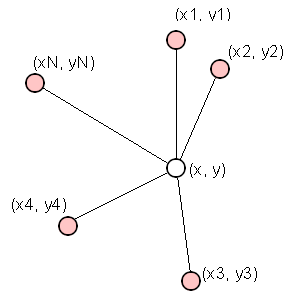 (x1, y1)
(x2, y2)
(xN, yN)
(x, y)
(x4, y4)
(x3, y3)